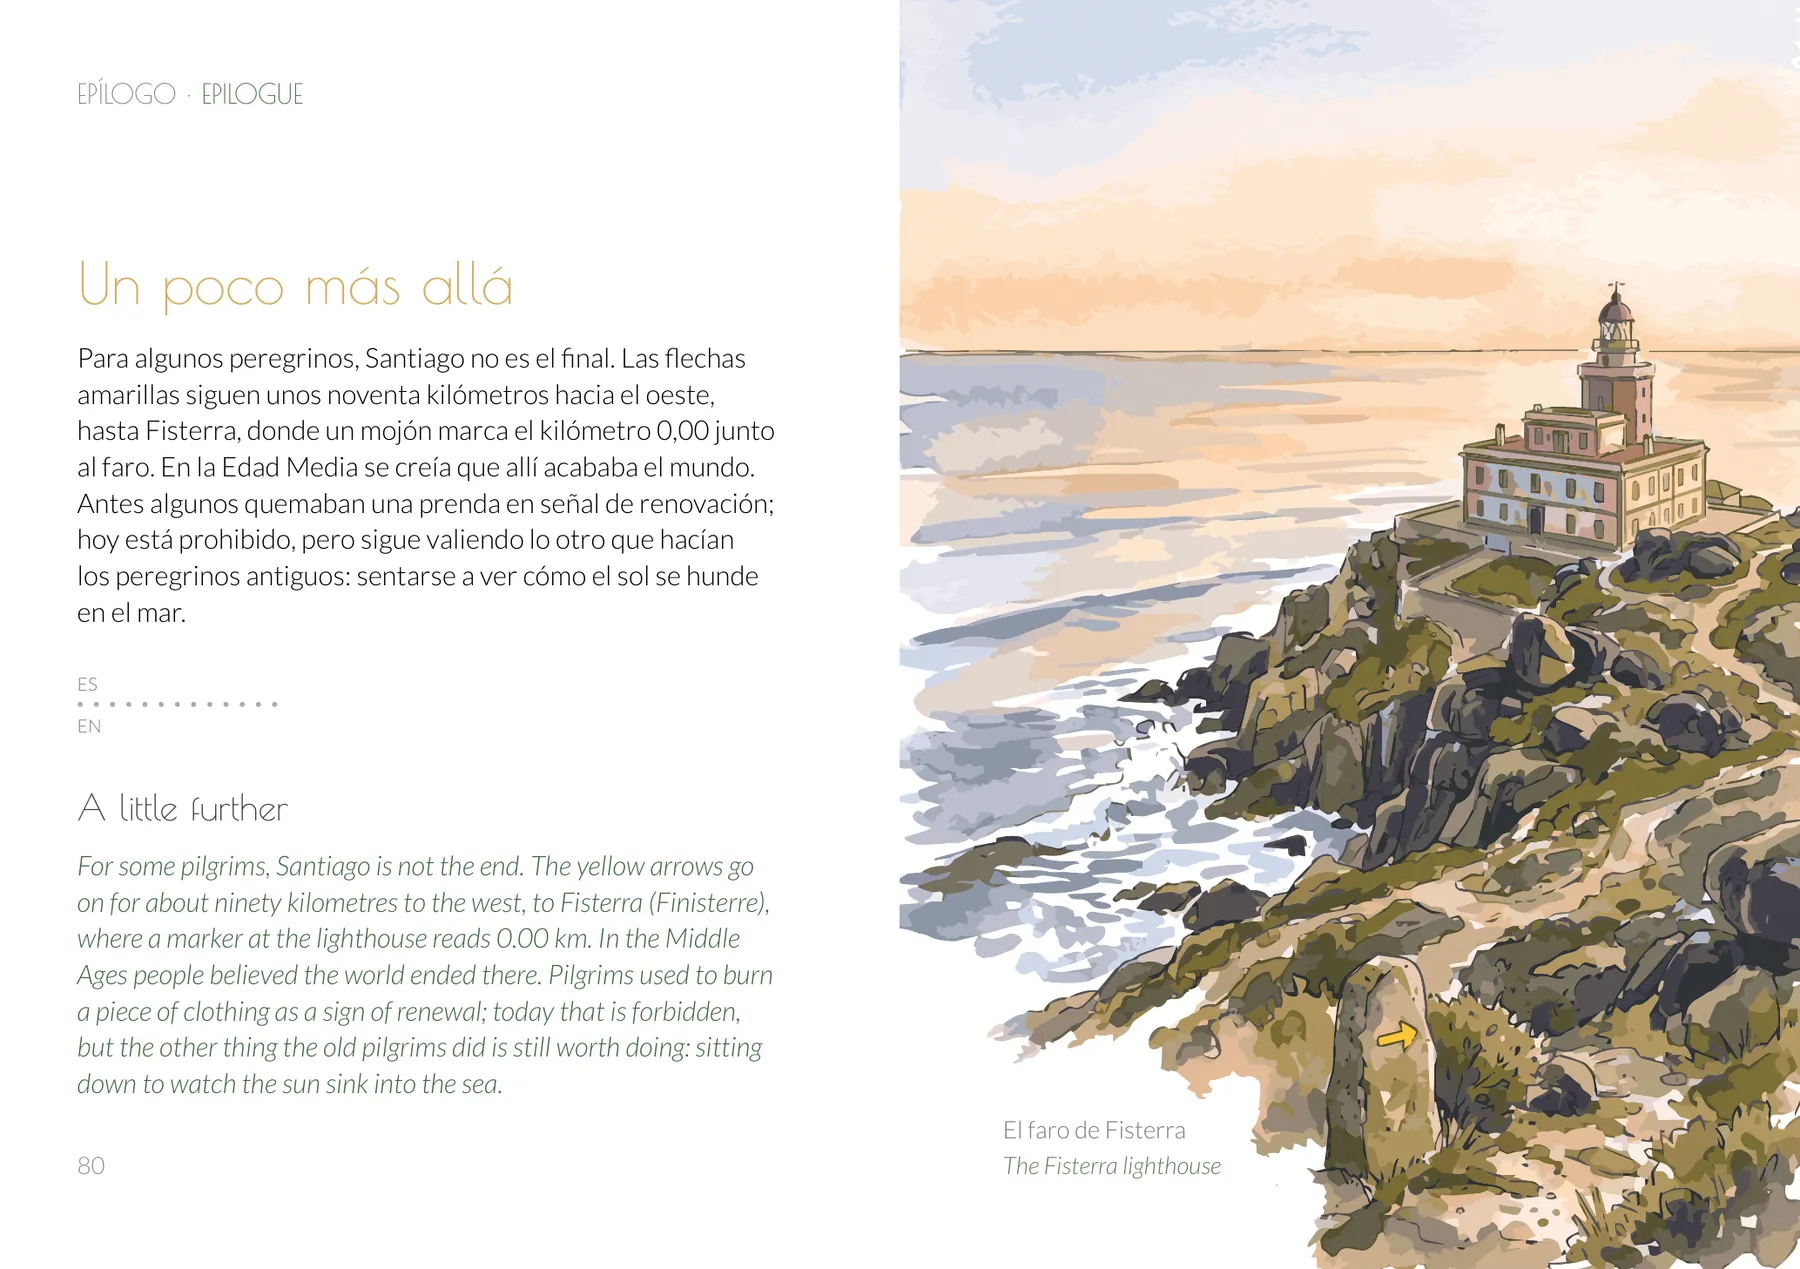 EPÍLOGO · EPILOGUE
Un poco más allá
Para algunos peregrinos, Santiago no es el final. Las flechas
amarillas siguen unos noventa kilómetros hacia el oeste,
hasta Fisterra, donde un mojón marca el kilómetro 0,00 junto
al faro. En la Edad Media se creía que allí acababa el mundo.
Antes algunos quemaban una prenda en señal de renovación;
hoy está prohibido, pero sigue valiendo lo otro que hacían
los peregrinos antiguos: sentarse a ver cómo el sol se hunde
en el mar.
ES
EN
A little further
For some pilgrims, Santiago is not the end. The yellow arrows go
on for about ninety kilometres to the west, to Fisterra (Finisterre),
where a marker at the lighthouse reads 0.00 km. In the Middle
Ages people believed the world ended there. Pilgrims used to burn
a piece of clothing as a sign of renewal; today that is forbidden,
but the other thing the old pilgrims did is still worth doing: sitting
down to watch the sun sink into the sea.
80
El faro de Fisterra
The Fisterra lighthouse